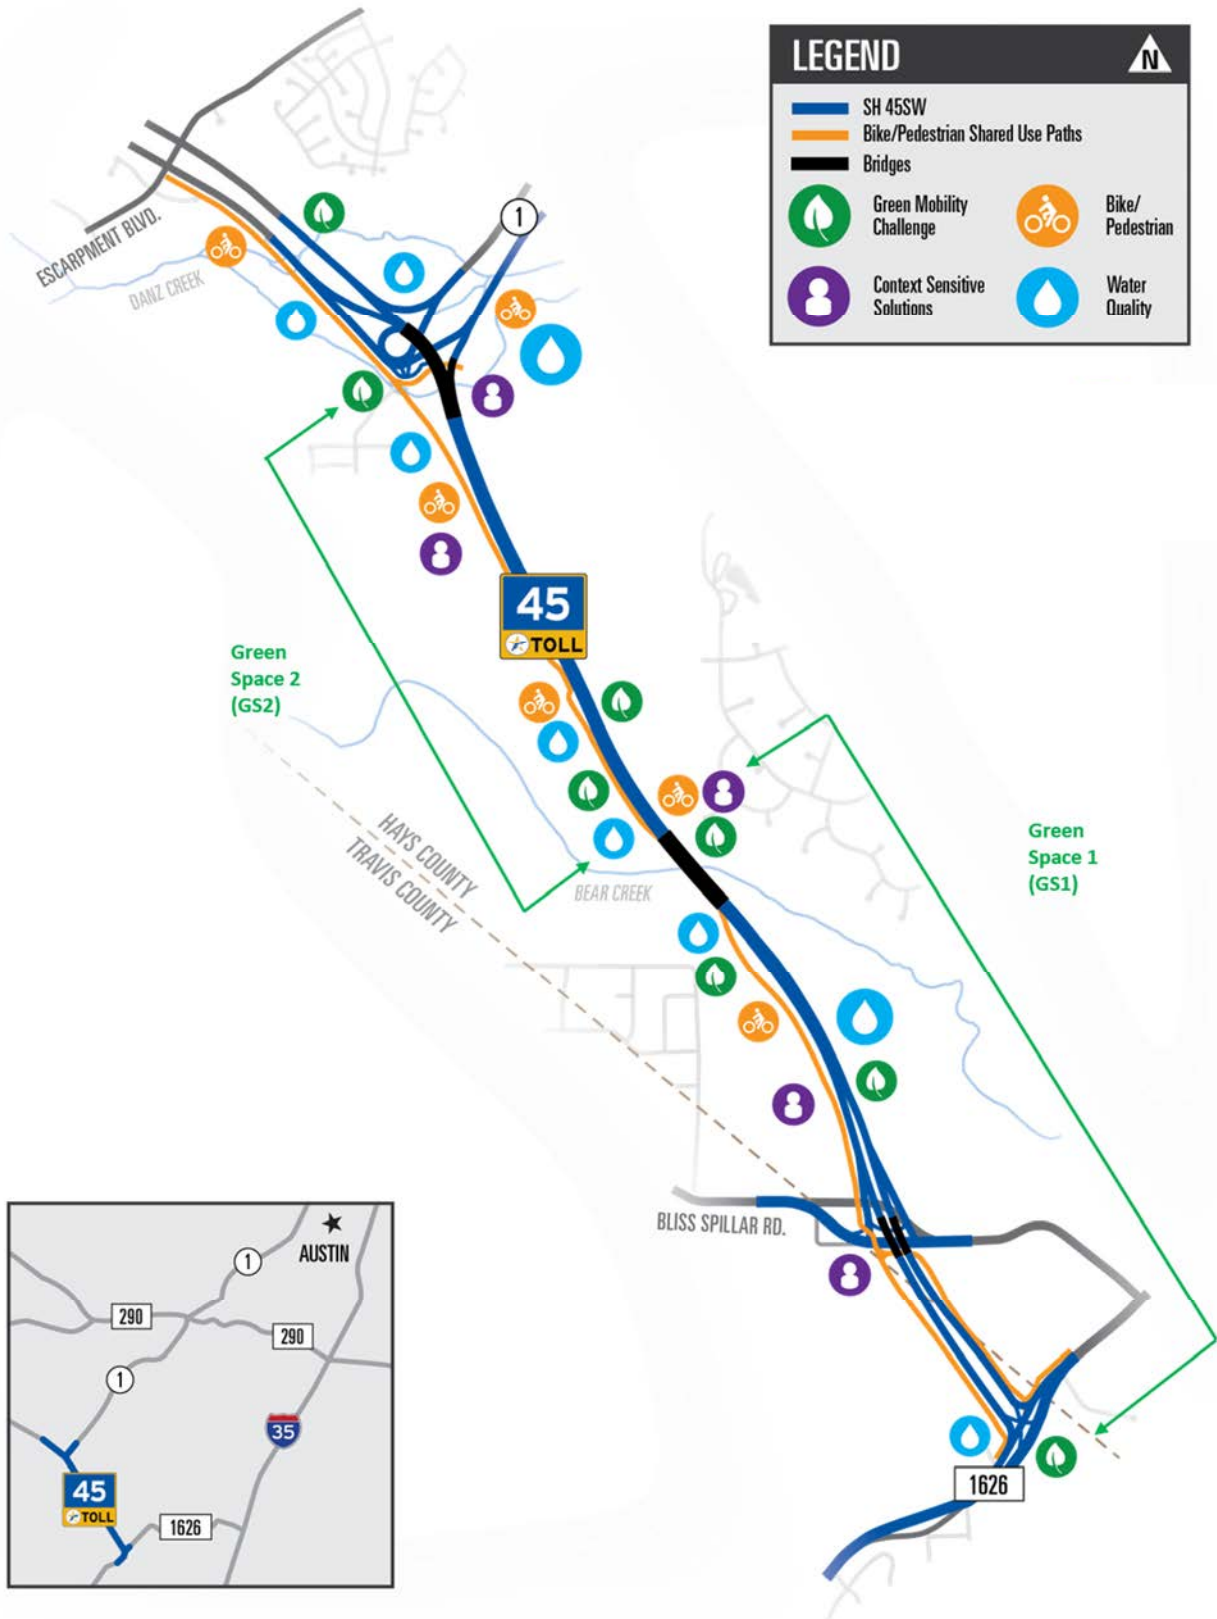 LEGEND
N
SH 45SW
Bike/Pedestrian Shared Use Paths
Bridges
Green Mobility
Challenge
Bike/
Pedestrian
Context Sensitive
Solutions
Water
Quality
1
ESCARPMENT BLVD.
DANZ CREEK
45
TOLL
Green
Space 2
(GS2)
HAYS COUNTY
TRAVIS COUNTY
BEAR CREEK
Green
Space 1
(GS1)
BLISS SPILLAR RD.
1626
AUSTIN
1
290
290
1
35
45
TOLL
1626